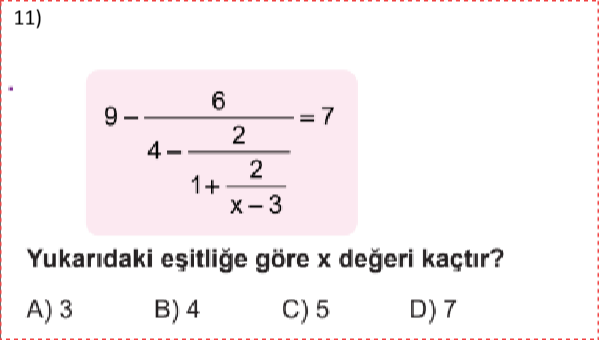 11)
6
9 − ─── = 7
2
4 − ───
2
1 + ───
x − 3
Yukarıdaki eşitliğe göre x değeri kaçtır?
A) 3 B) 4 C) 5 D) 7